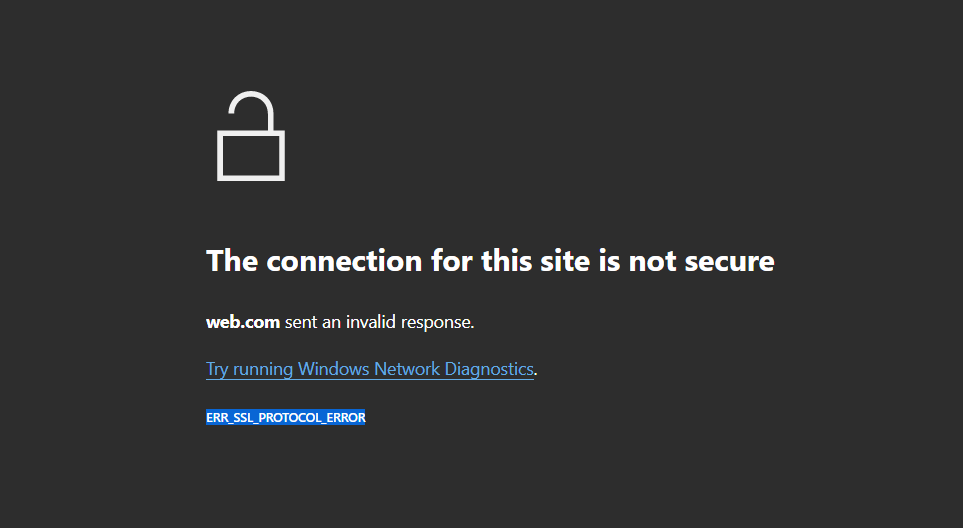 The connection for this site is not secure
web.com sent an invalid response.
Try running Windows Network Diagnostics.
ERR_SSL_PROTOCOL_ERROR